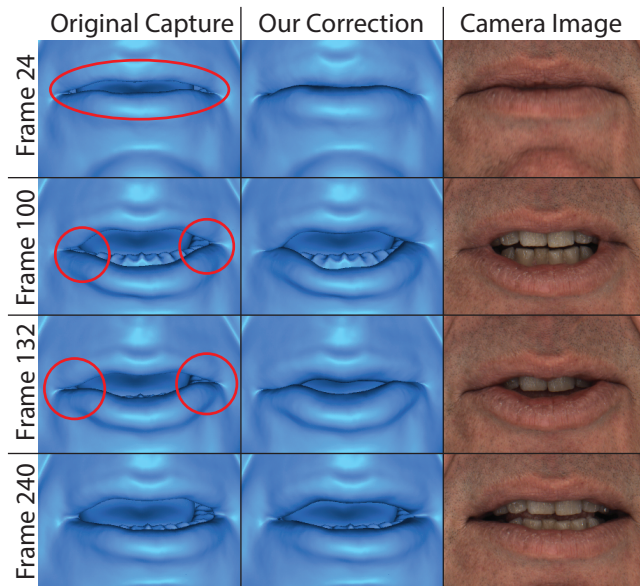 Original Capture
Our Correction
Camera Image
Frame 24
Frame 100
Frame 132
Frame 240